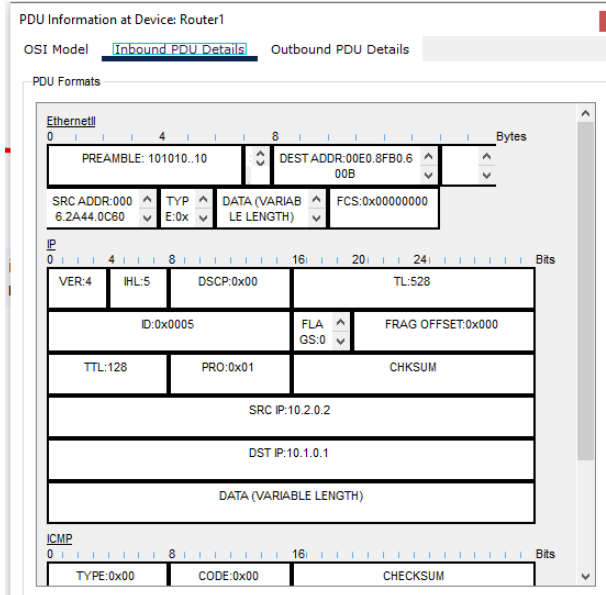 PDU Information at Device: Router1
OSI Model Inbound PDU Details Outbound PDU Details
PDU Formats
EthernetII
0 4 8 Bytes
PREAMBLE: 101010..10 DEST ADDR:00E0.8FB0.6
00B
SRC ADDR:000 TYP DATA (VARIAB FCS:0x00000000
6.2A44.0C60 E:0x LE LENGTH)
IP
0 4 8 16 20 24 Bits
VER:4 IHL:5 DSCP:0x00 TL:528
ID:0x0005 FLA FRAG OFFSET:0x000
GS:0
TTL:128 PRO:0x01 CHKSUM
SRC IP:10.2.0.2
DST IP:10.1.0.1
DATA (VARIABLE LENGTH)
ICMP
0 8 16 Bits
TYPE:0x00 CODE:0x00 CHECKSUM